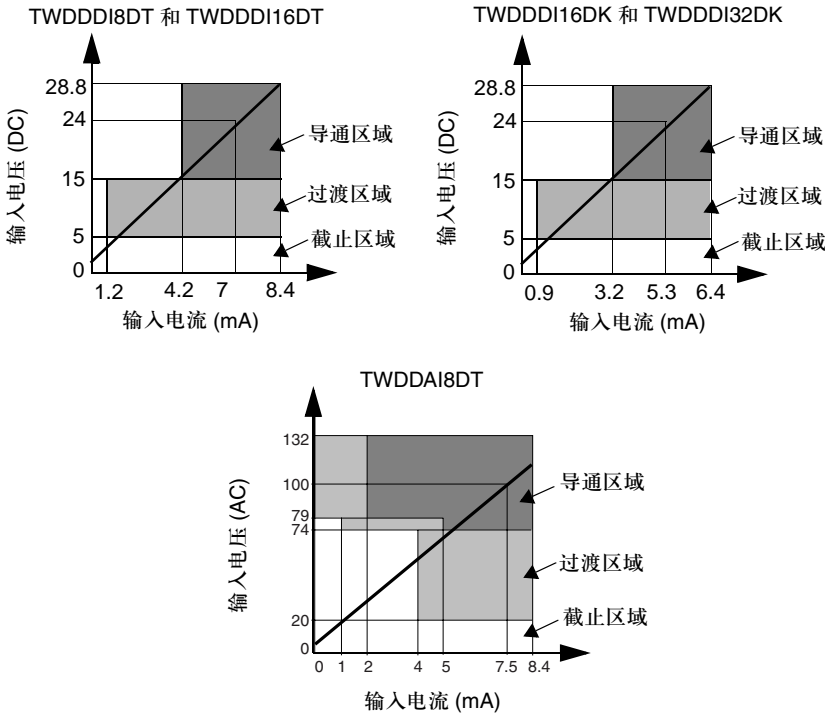 TWDDDI8DT 和 TWDDDI16DT
输入电压 (DC)
28.8
24
15
5
0
1.2 4.2 7 8.4
输入电流 (mA)
导通区域
过渡区域
截止区域
TWDDDI16DK 和 TWDDDI32DK
输入电压 (DC)
28.8
24
15
5
0
0.9 3.2 5.3 6.4
输入电流 (mA)
导通区域
过渡区域
截止区域
TWDDAI8DT
输入电压 (AC)
132
100
79
74
20
0
0 1 2 4 5 7.5 8.4
输入电流 (mA)
导通区域
过渡区域
截止区域